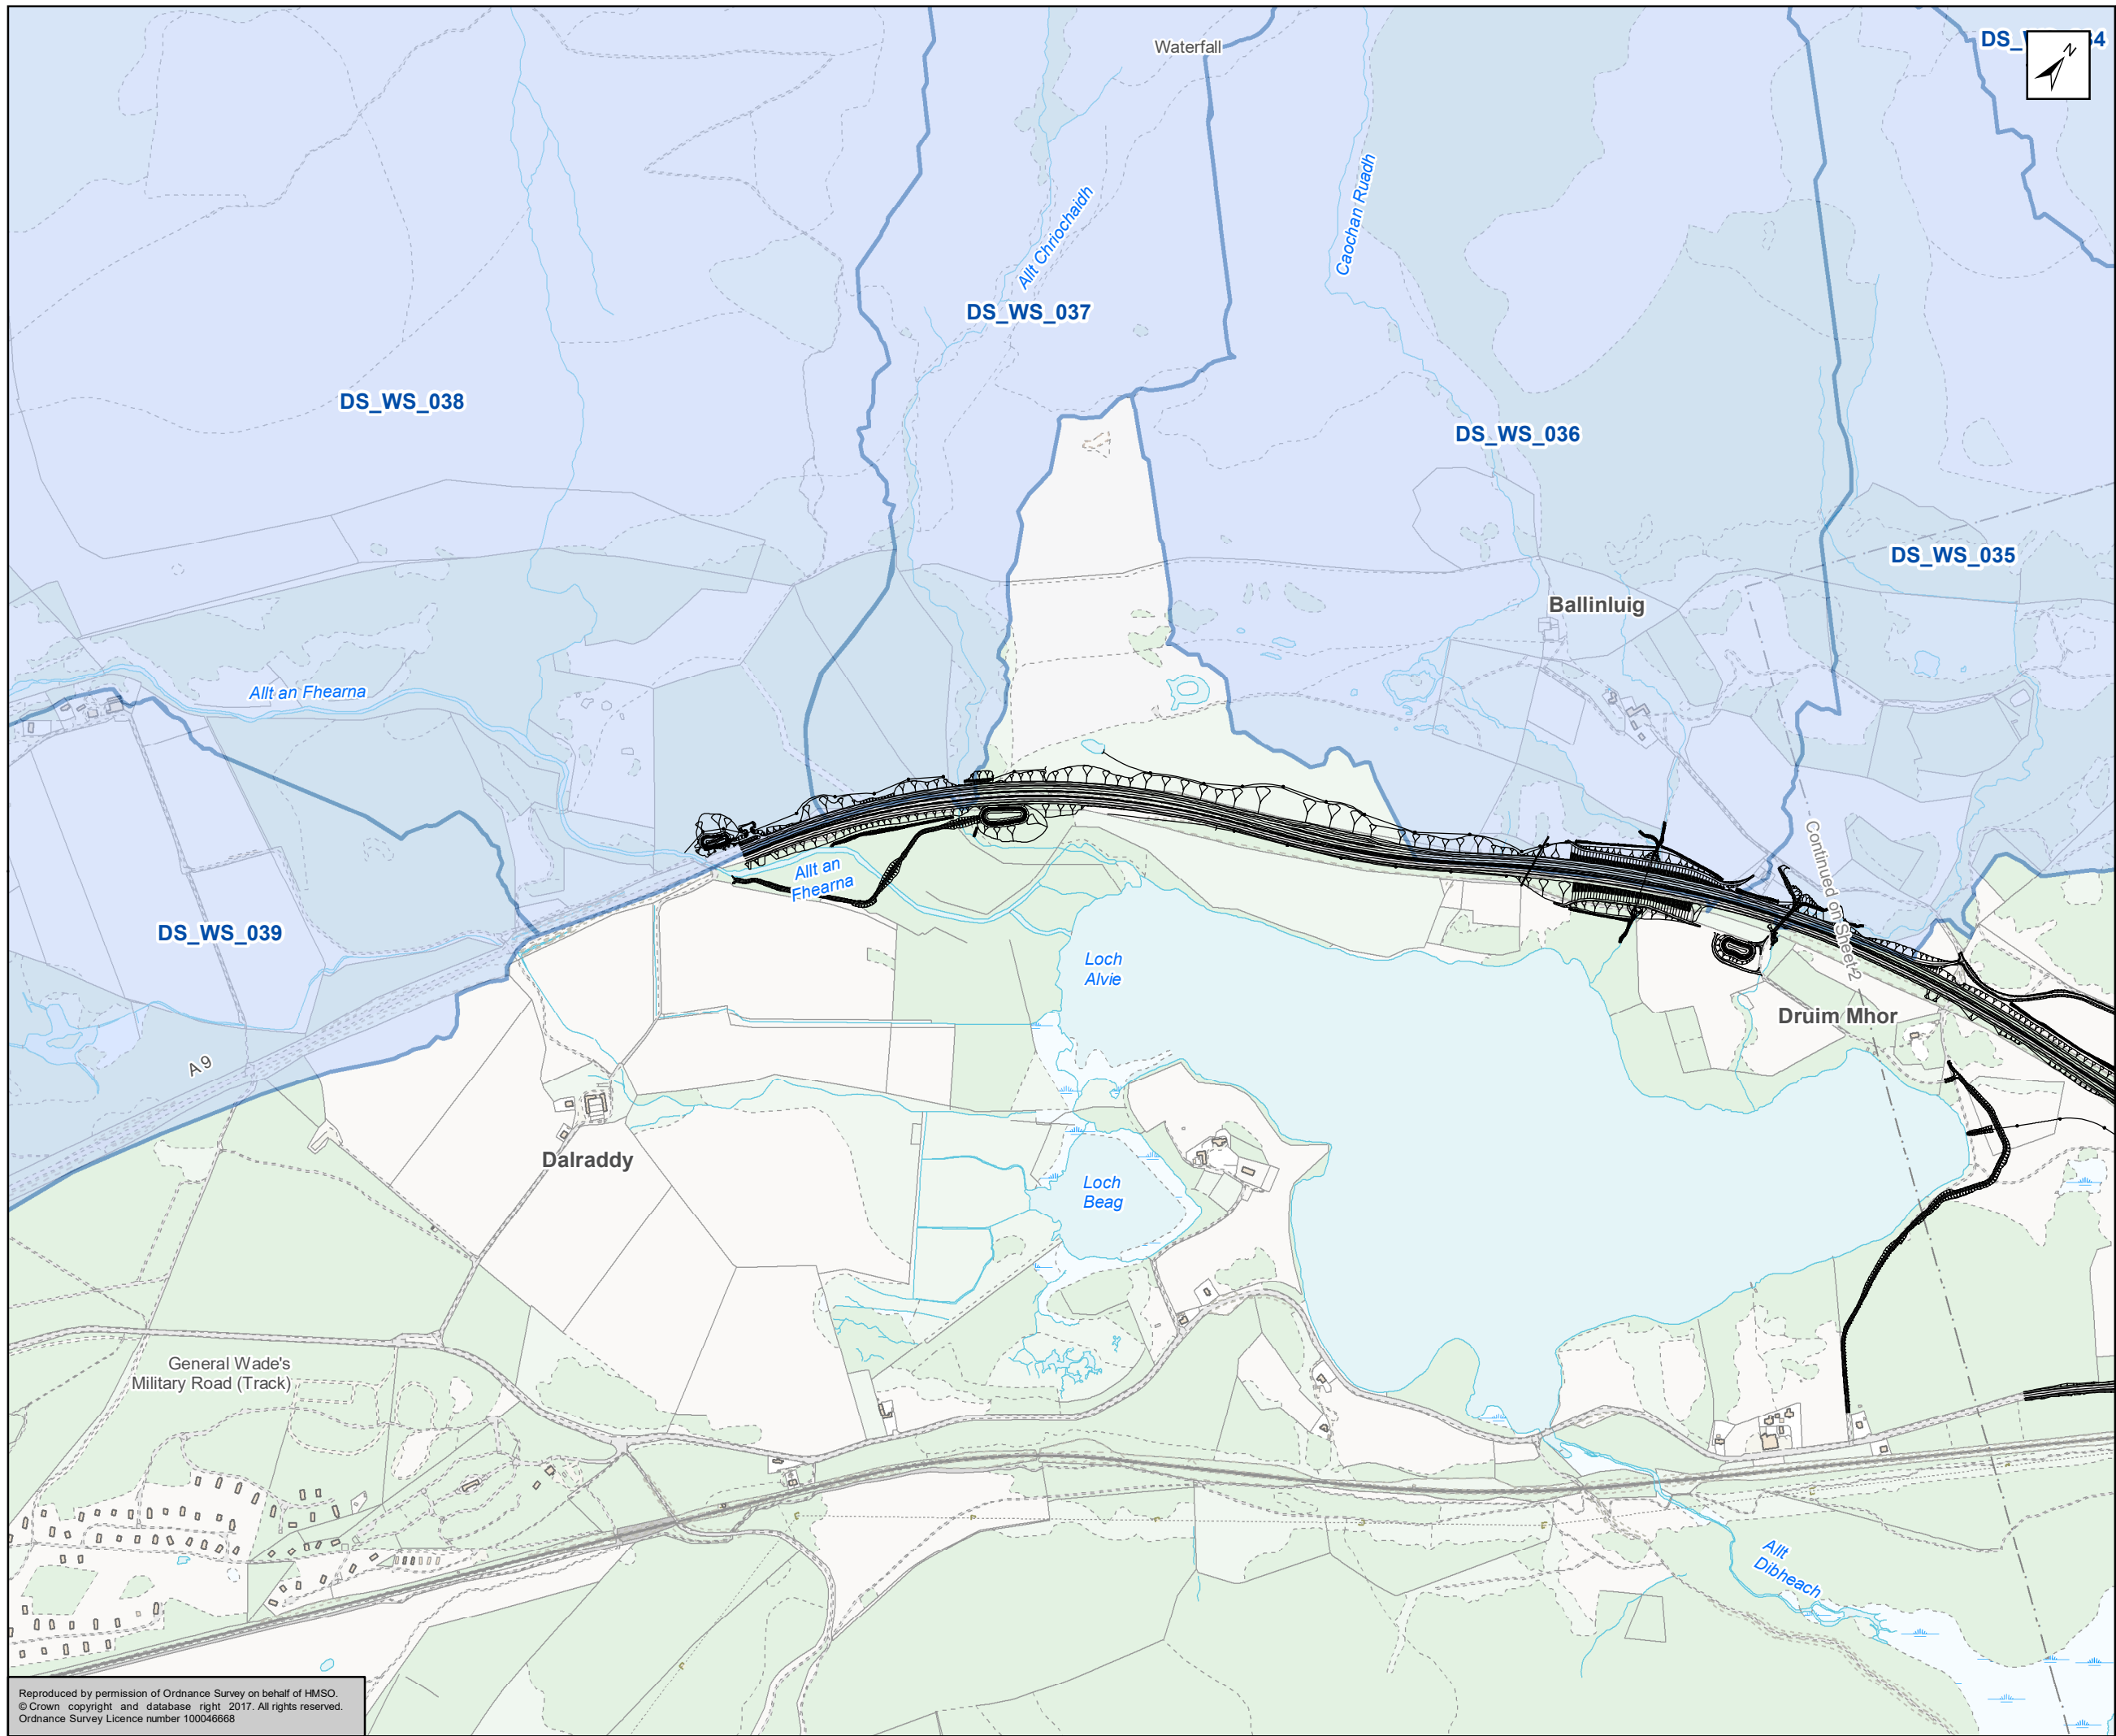 Waterfall
N
Allt Chriochaidh
Caochan Ruadh
DS_WS_037
DS_WS_038
DS_WS_036
DS_WS_035
Ballinluig
Allt an Fhearna
Continued on Sheet 2
Allt an
Fhearna
DS_WS_039
Loch
Alvie
Druim Mhor
A 9
Dalraddy
Loch
Beag
General Wade's
Military Road (Track)
Allt
Dibheach
Reproduced by permission of Ordnance Survey on behalf of HMSO.
© Crown copyright and database right 2017. All rights reserved.
Ordnance Survey Licence number 100046668